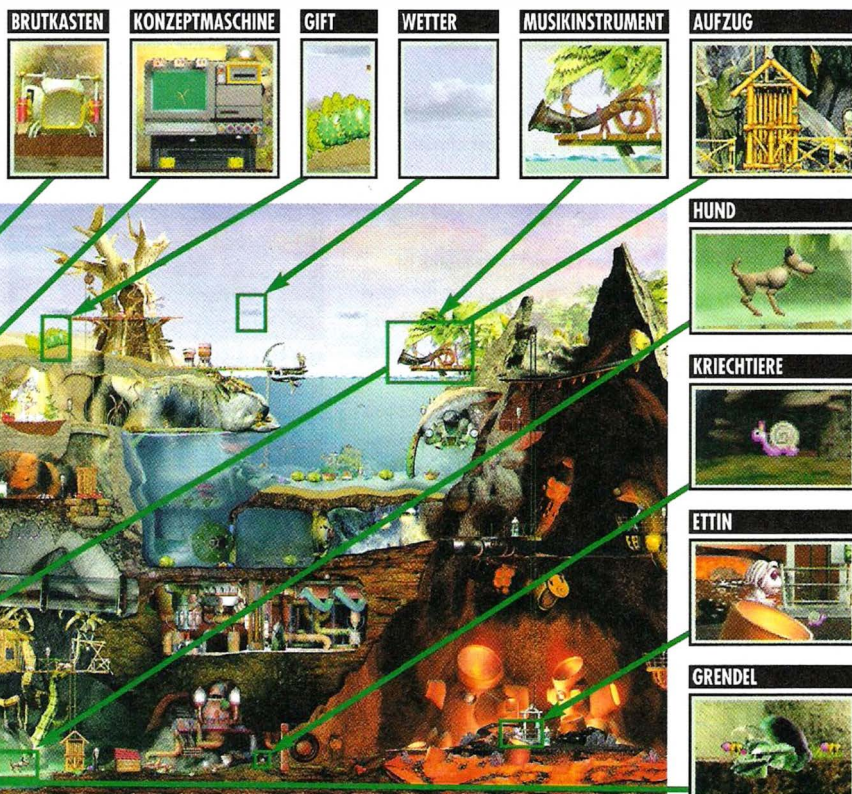 BRUTKASTEN
KONZEPTMASCHINE
GIFT
WETTER
MUSIKINSTRUMENT
AUFZUG
HUND
KRIECHTIERE
ETTIN
GRENDEL